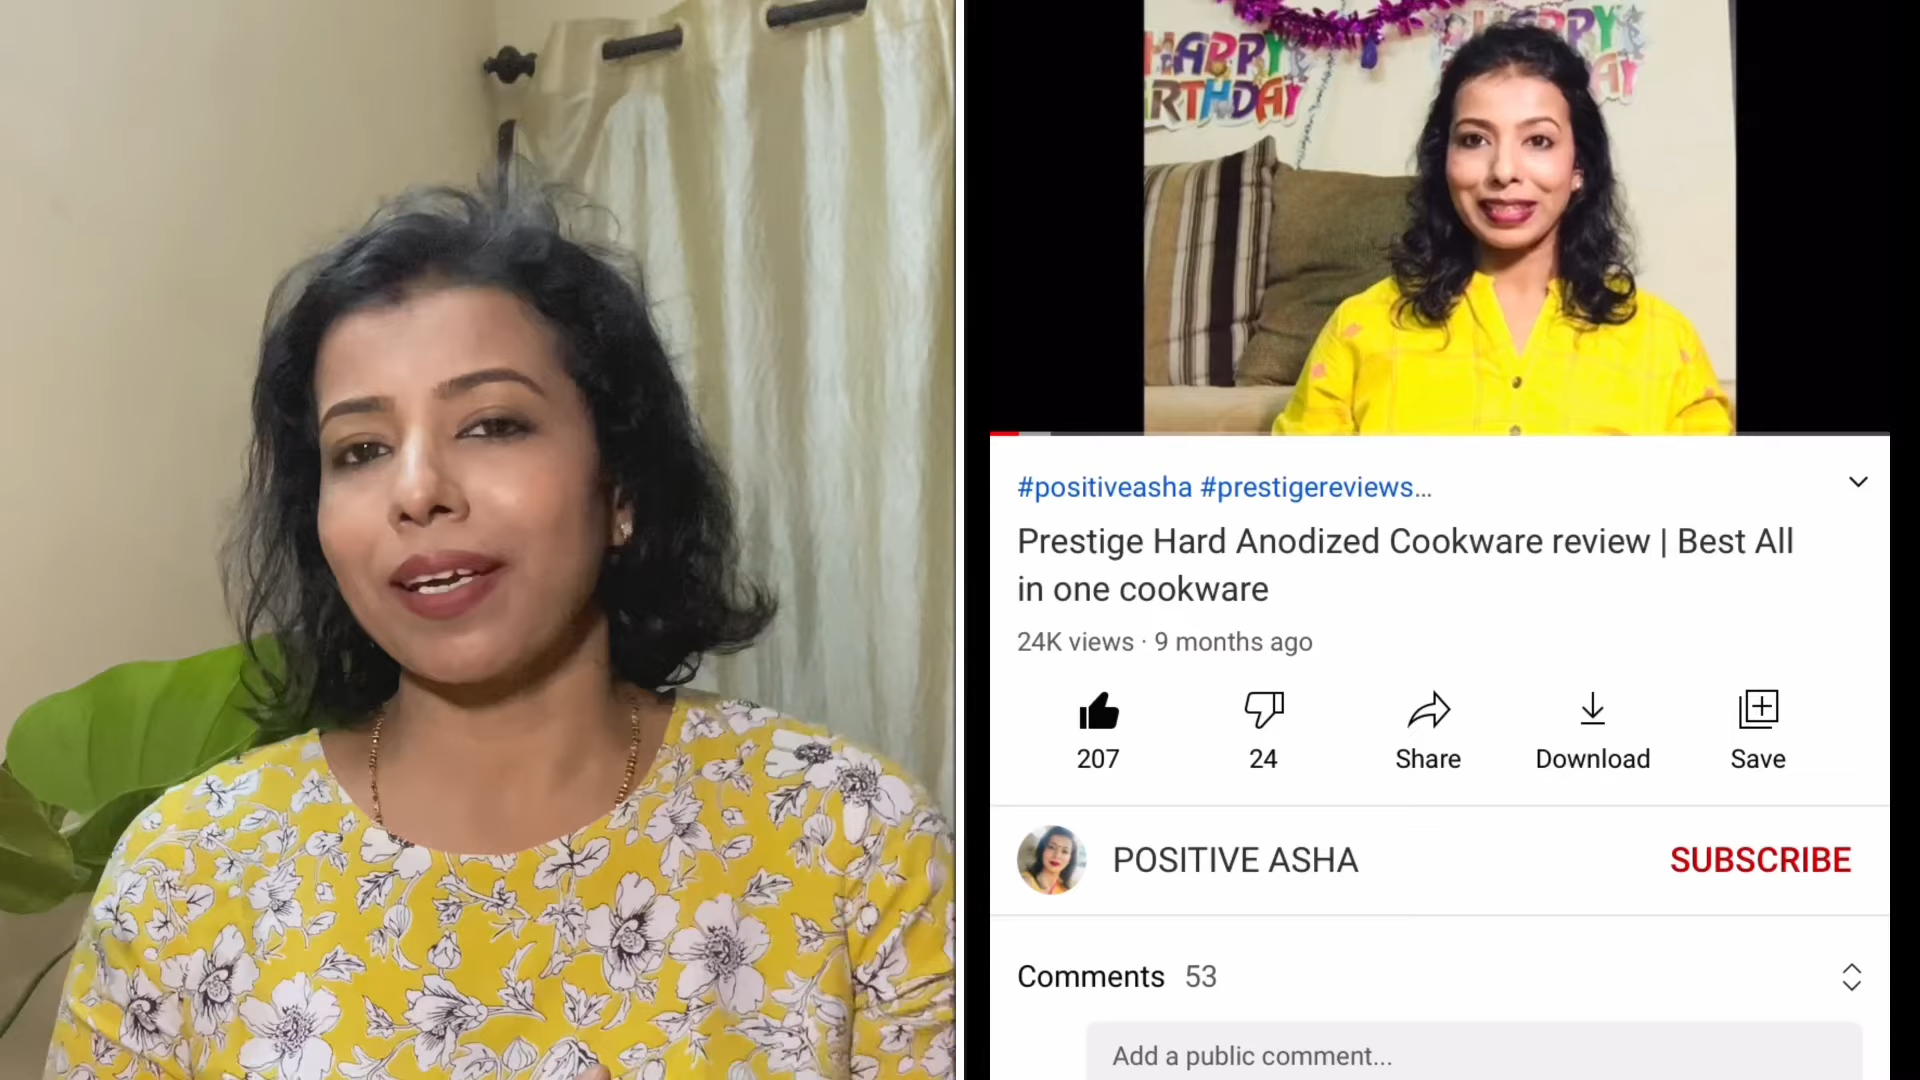 HAPPY
RTHDAY
#positiveasha #prestigereviews...
Prestige Hard Anodized Cookware review | Best All
in one cookware
24K views · 9 months ago
207
24
Share
Download
Save
POSITIVE ASHA
SUBSCRIBE
Comments 53
Add a public comment...